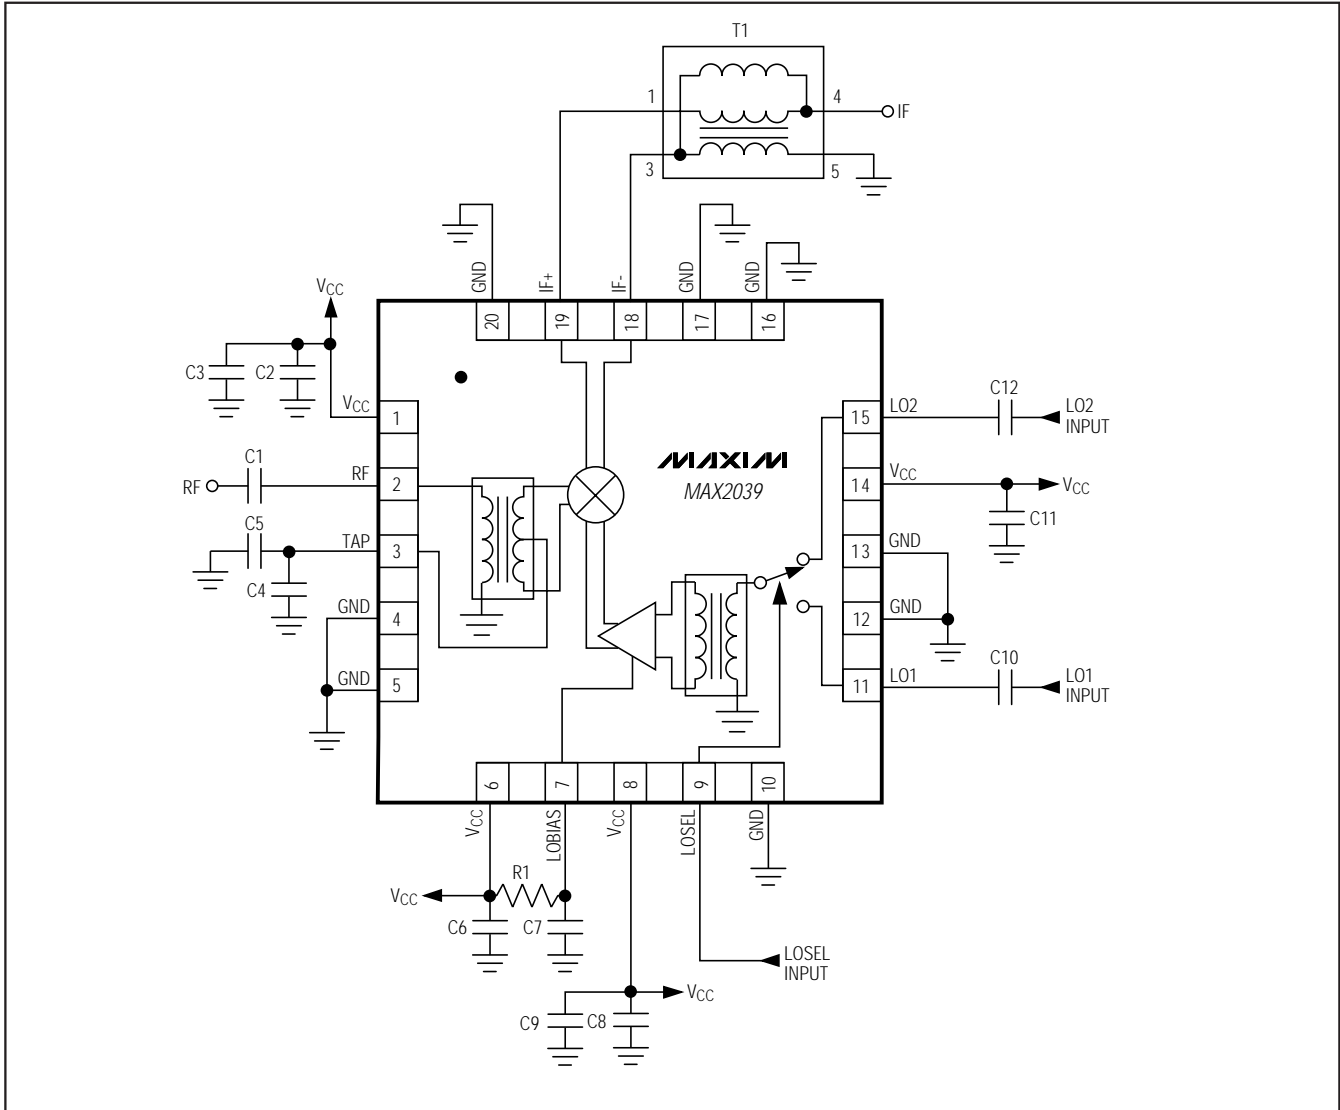 T1
1
4
IF
3
5
GND
IF+
IF-
GND
GND
VCC
20
19
18
17
16
C3
C2
VCC
1
15
LO2
C12
LO2
INPUT
MAXIM
MAX2039
C1
RF
RF
2
14
VCC
VCC
C11
C5
TAP
3
13
GND
C4
GND
4
12
GND
GND
5
11
LO1
C10
LO1
INPUT
6
7
8
9
10
VCC
LOBIAS
VCC
LOSEL
GND
VCC
R1
C6
C7
LOSEL
INPUT
VCC
C9
C8